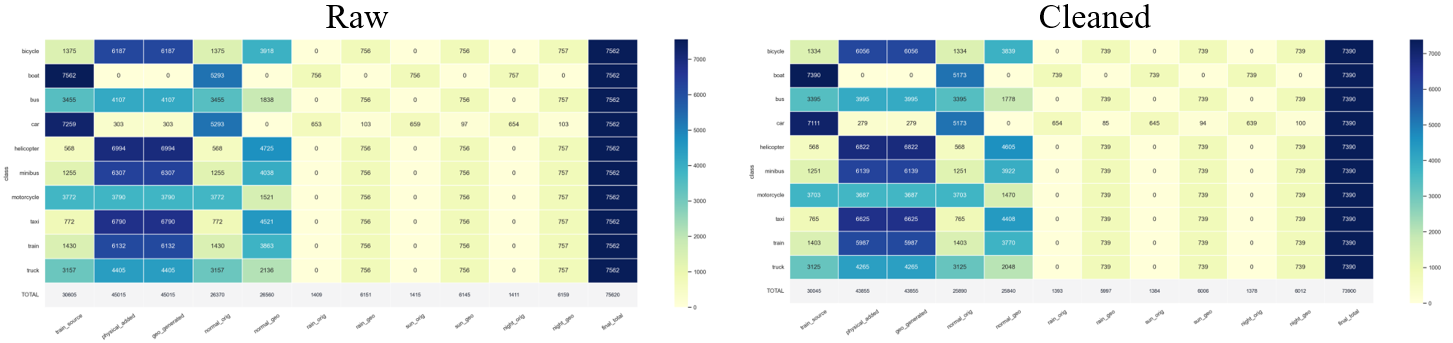 Raw
bicycle 1375 6187 6187 1375 3918 0 756 0 756 0 757 7562
boat 7562 0 0 5293 0 756 0 756 0 757 0 7562
bus 3455 4107 4107 3455 1838 0 756 0 756 0 757 7562
car 7259 303 303 5293 0 653 103 659 97 654 103 7562
helicopter 568 6994 6994 568 4725 0 756 0 756 0 757 7562
minibus 1255 6307 6307 1255 4038 0 756 0 756 0 757 7562
motorcycle 3772 3790 3790 3772 1521 0 756 0 756 0 757 7562
taxi 772 6790 6790 772 4521 0 756 0 756 0 757 7562
train 1430 6132 6132 1430 3863 0 756 0 756 0 757 7562
truck 3157 4405 4405 3157 2136 0 756 0 756 0 757 7562
TOTAL 30605 45015 45015 26370 26560 1409 6151 1415 6145 1411 6159 75620
train_source physical_added geo_generated normal_orig normal_geo rain_orig rain_geo sun_orig sun_geo night_orig night_geo final_total
class
7000
6000
5000
4000
3000
2000
1000
0
Cleaned
bicycle 1334 6056 6056 1334 3839 0 739 0 739 0 739 7390
boat 7390 0 0 5173 0 739 0 739 0 739 0 7390
bus 3395 3995 3995 3395 1778 0 739 0 739 0 739 7390
car 7111 279 279 5173 0 654 85 645 94 639 100 7390
helicopter 568 6822 6822 568 4605 0 739 0 739 0 739 7390
minibus 1251 6139 6139 1251 3922 0 739 0 739 0 739 7390
motorcycle 3703 3687 3687 3703 1470 0 739 0 739 0 739 7390
taxi 765 6625 6625 765 4408 0 739 0 739 0 739 7390
train 1403 5987 5987 1403 3770 0 739 0 739 0 739 7390
truck 3125 4265 4265 3125 2048 0 739 0 739 0 739 7390
TOTAL 30045 43855 43855 25890 25840 1393 5997 1384 6006 1378 6012 73900
train_source physical_added geo_generated normal_orig normal_geo rain_orig rain_geo sun_orig sun_geo night_orig night_geo final_total
class
7000
6000
5000
4000
3000
2000
1000
0